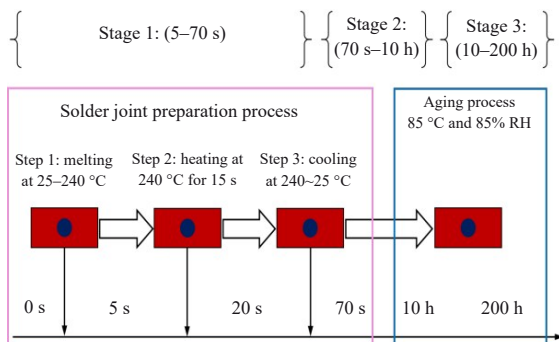 Stage 1: (5–70 s)
Stage 2:
(70 s–10 h)
Stage 3:
(10–200 h)
Solder joint preparation process
Aging process
85 °C and 85% RH
Step 1: melting
at 25–240 °C
Step 2: heating at
240 °C for 15 s
Step 3: cooling
at 240~25 °C
0 s 5 s 20 s 70 s 10 h 200 h